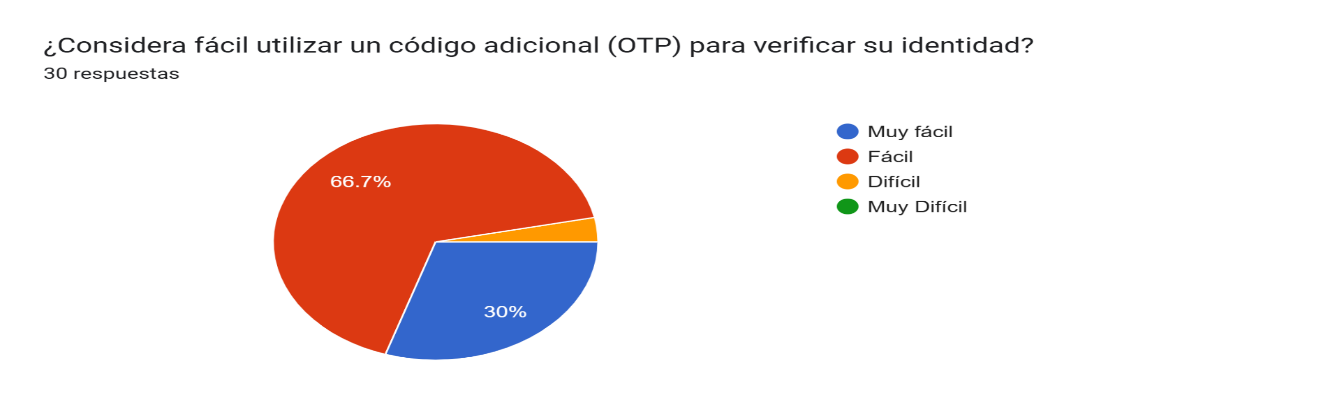 ¿Considera fácil utilizar un código adicional (OTP) para verificar su identidad?
30 respuestas
66.7%
30%
Muy fácil
Fácil
Difícil
Muy Difícil